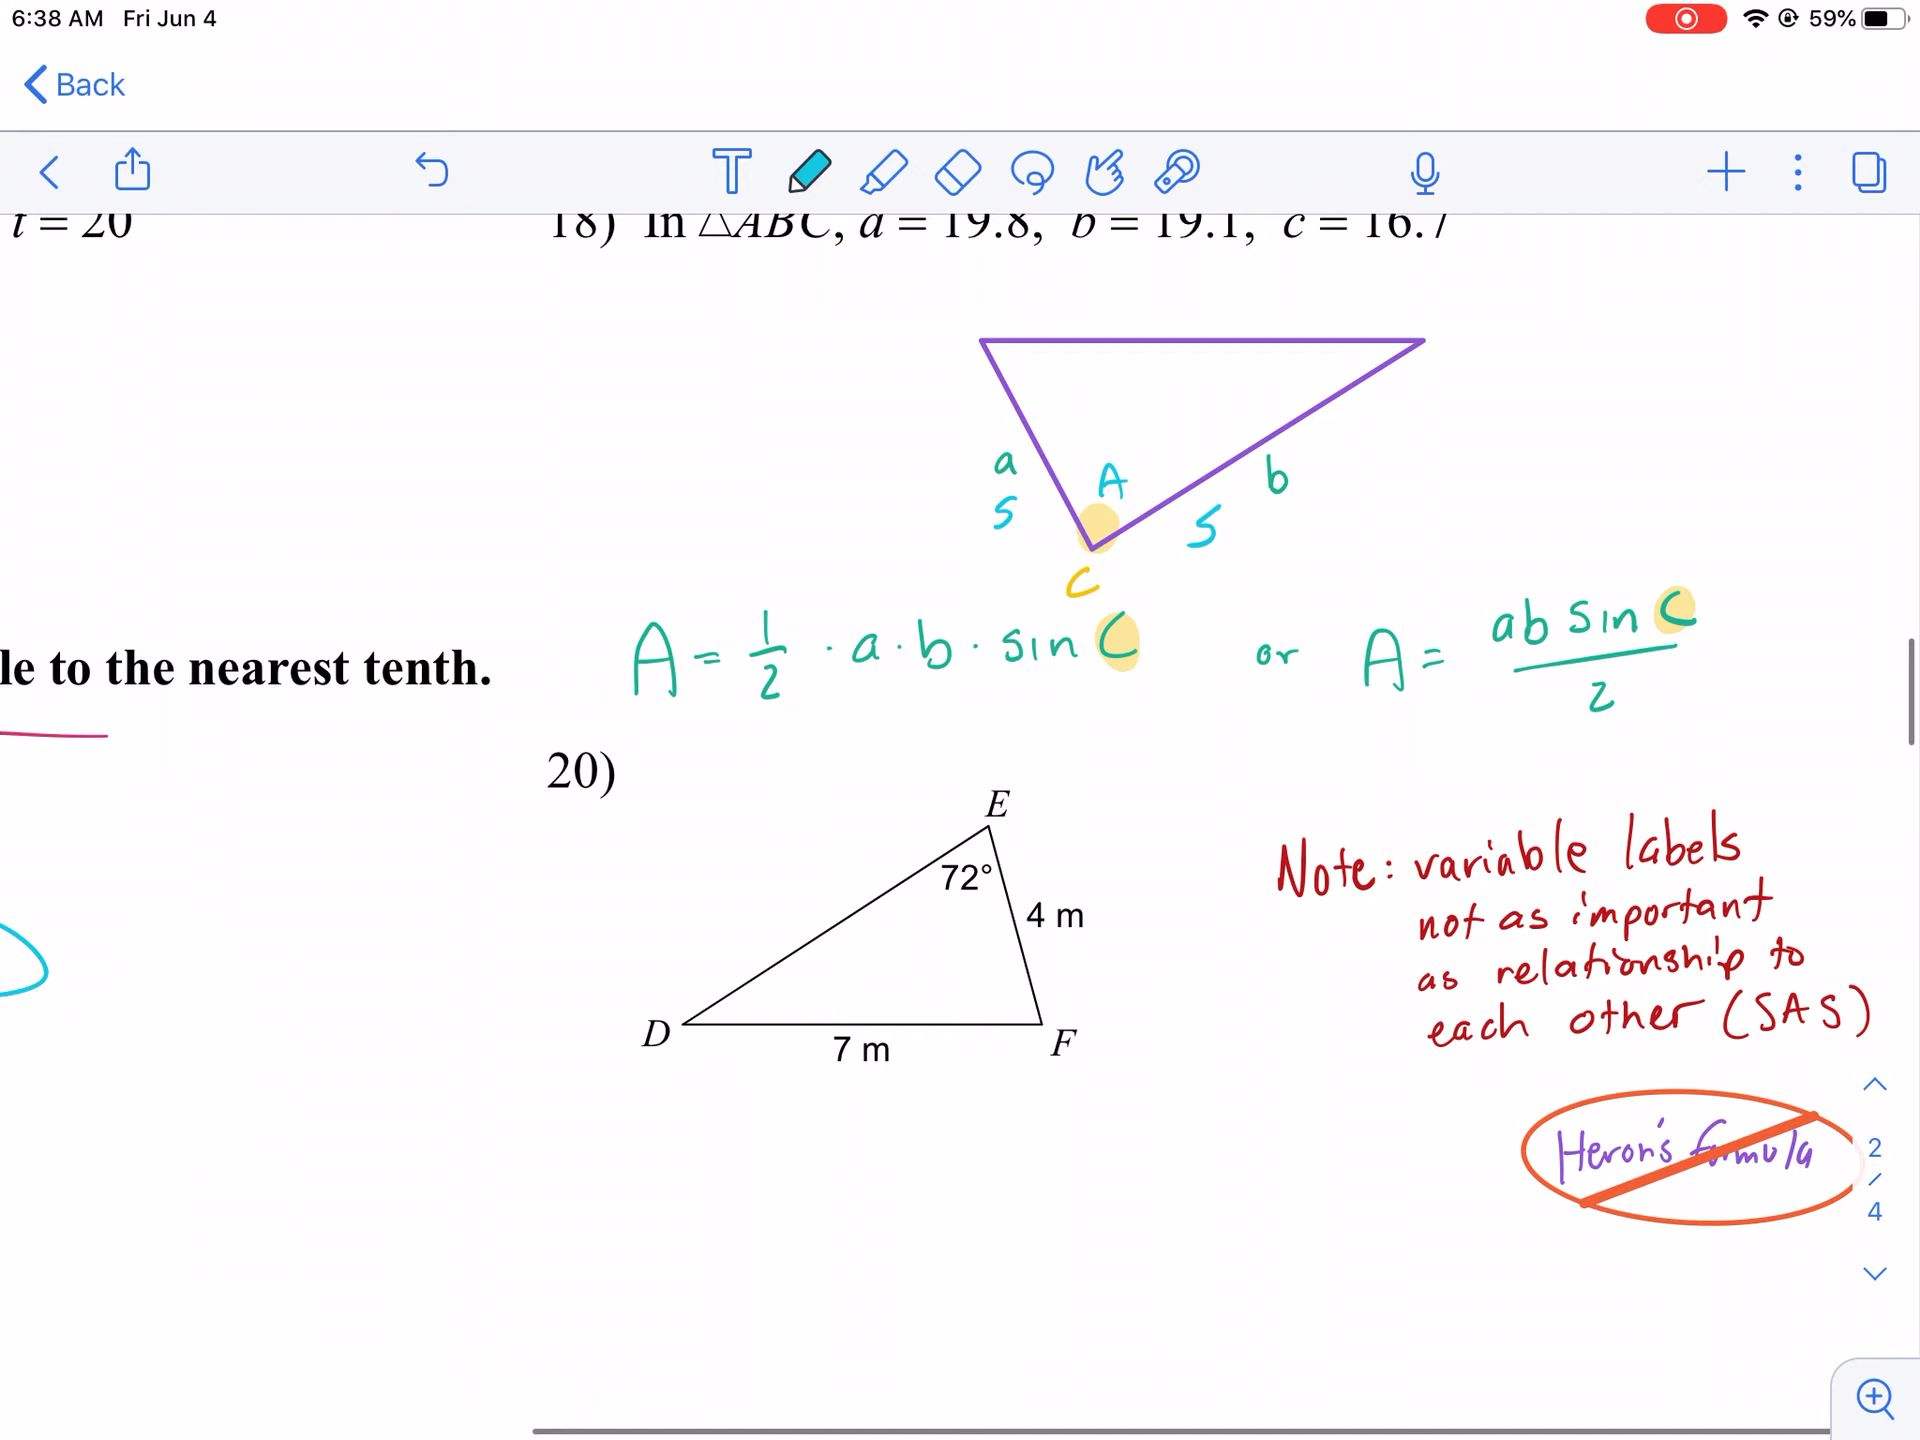 6:38 AM Fri Jun 4
59%
Back
t = 20
18) In △ABC, a = 19.8, b = 19.1, c = 16.7
a
A
b
S
S
C
le to the nearest tenth.
A = 1/2 · a · b · sin C or A = ab sin C / 2
20)
E
72°
4 m
D
7 m
F
Note: variable labels
not as important
as relationship to
each other (SAS)
Heron's formula
2
/
4